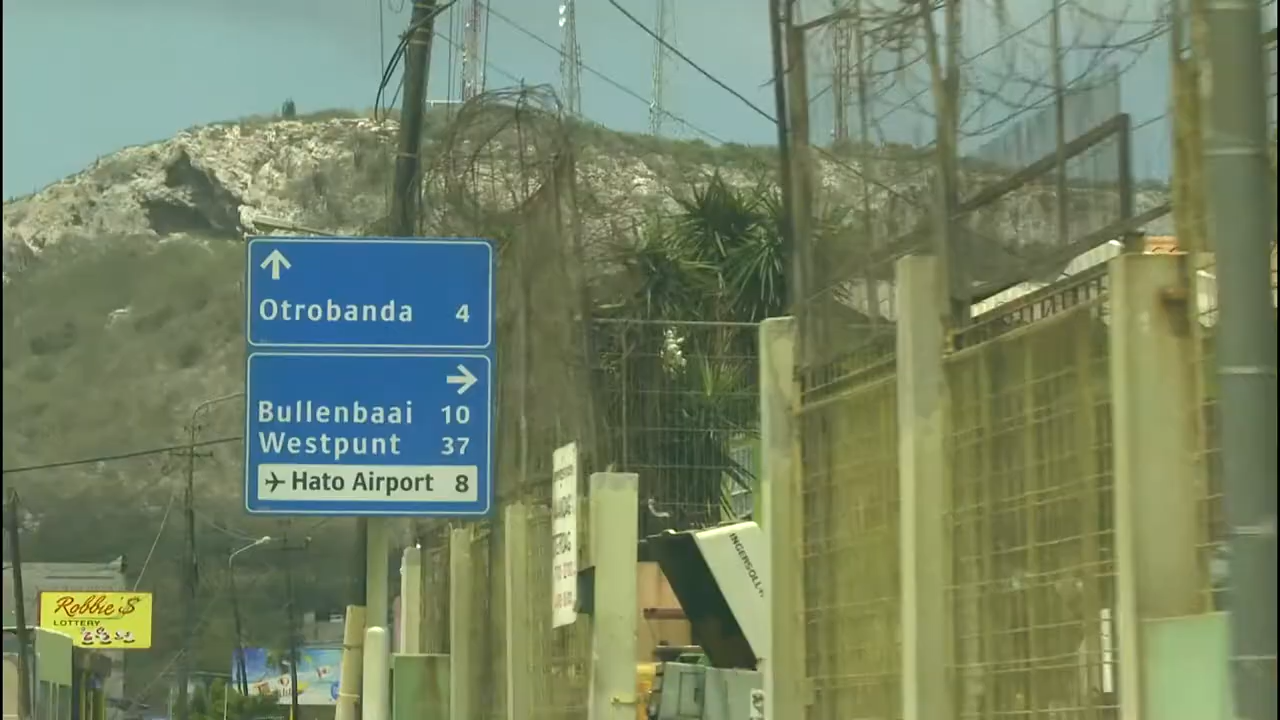 Otrobanda 4
Bullenbaai 10
Westpunt 37
Hato Airport 8
Robbie'$
LOTTERY
INGERSOLL